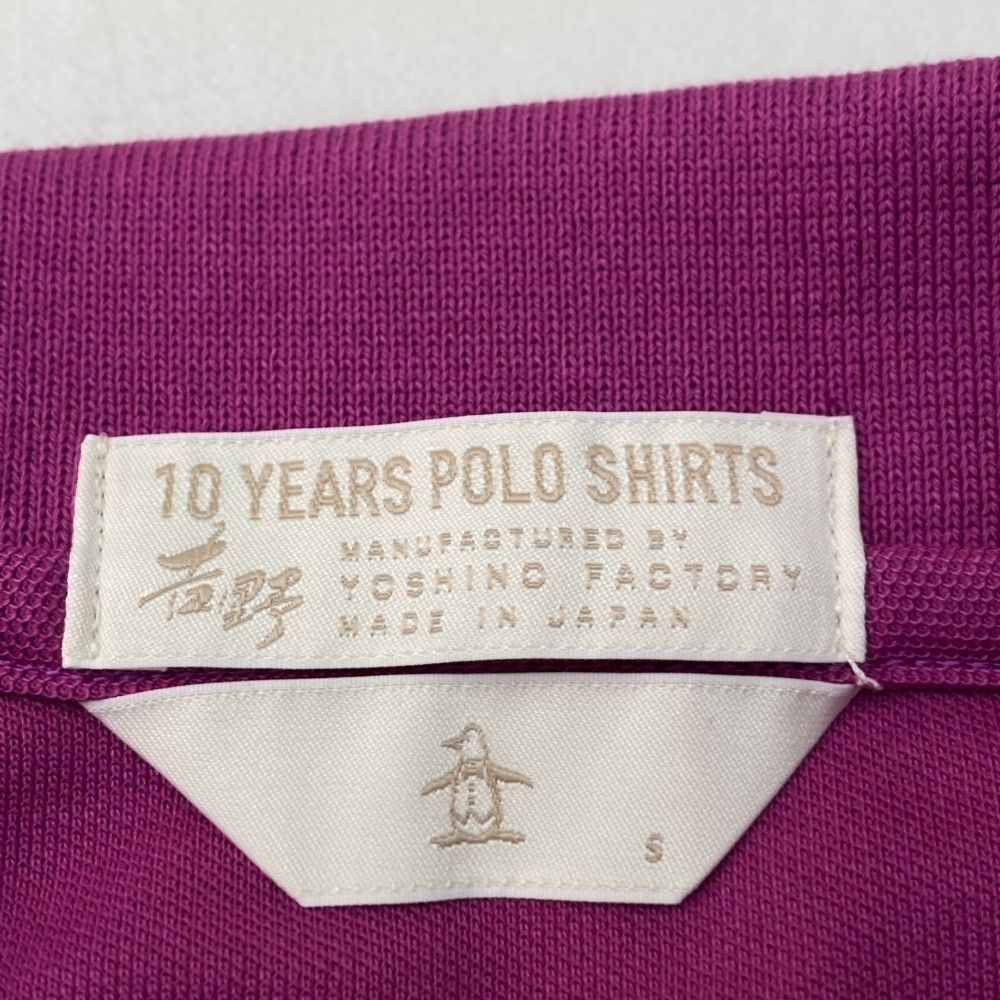 10 YEARS POLO SHIRTS
吉野
MANUFACTURED BY
YOSHINO FACTORY
MADE IN JAPAN
S